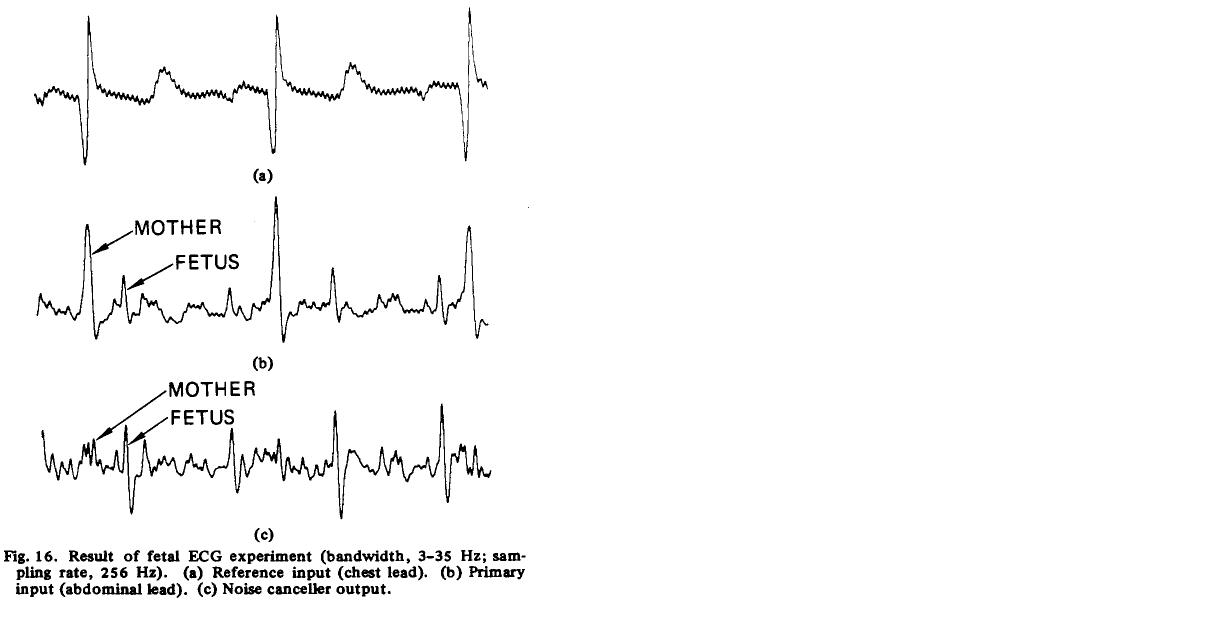 (a)
MOTHER
FETUS
(b)
MOTHER
FETUS
(c)
Fig. 16. Result of fetal ECG experiment (bandwidth, 3-35 Hz; sam-
pling rate, 256 Hz). (a) Reference input (chest lead). (b) Primary
input (abdominal lead). (c) Noise canceller output.